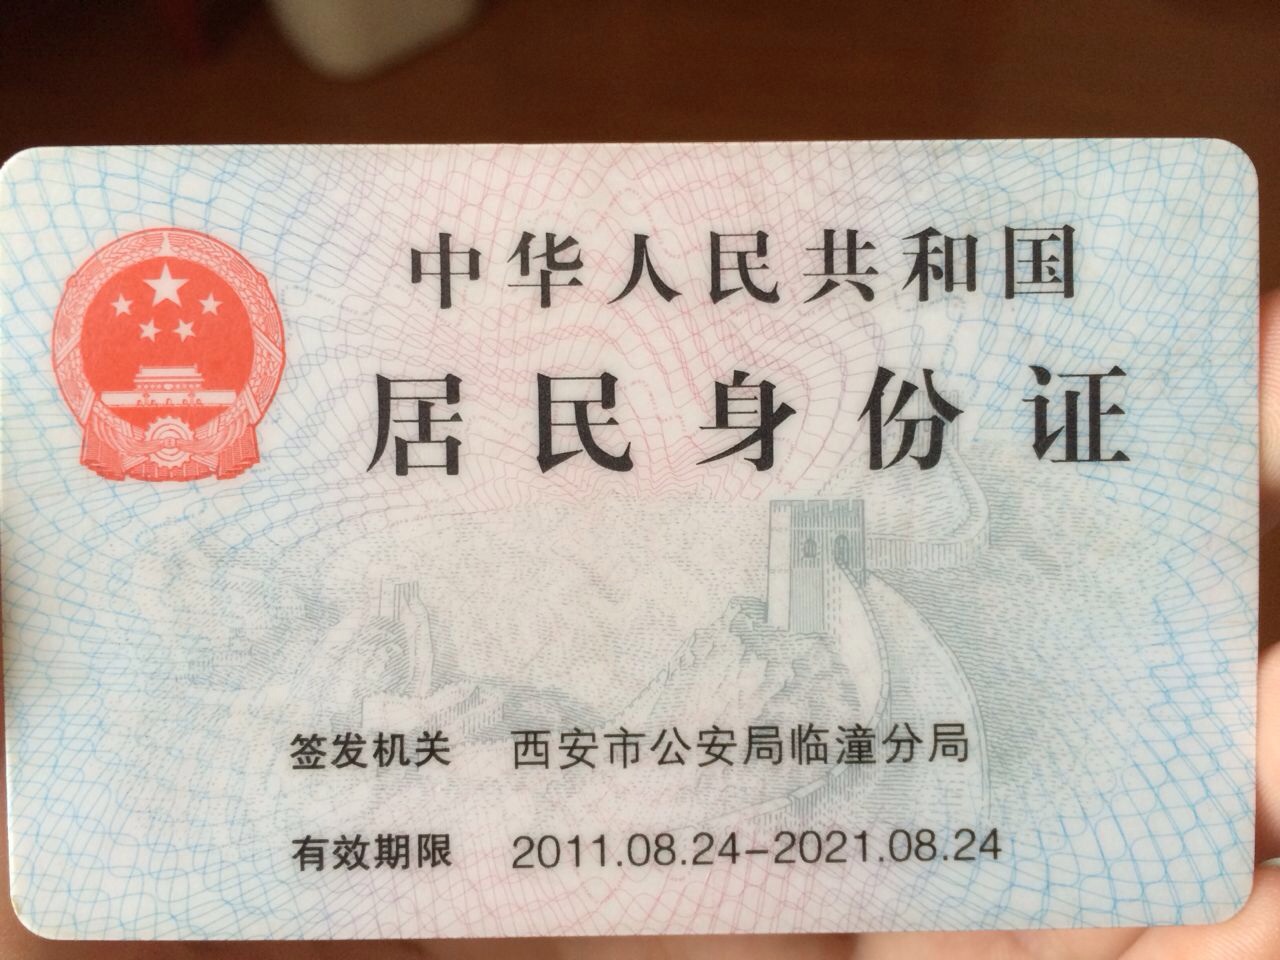 中华人民共和国
居民身份证
签发机关 西安市公安局临潼分局
有效期限 2011.08.24-2021.08.24